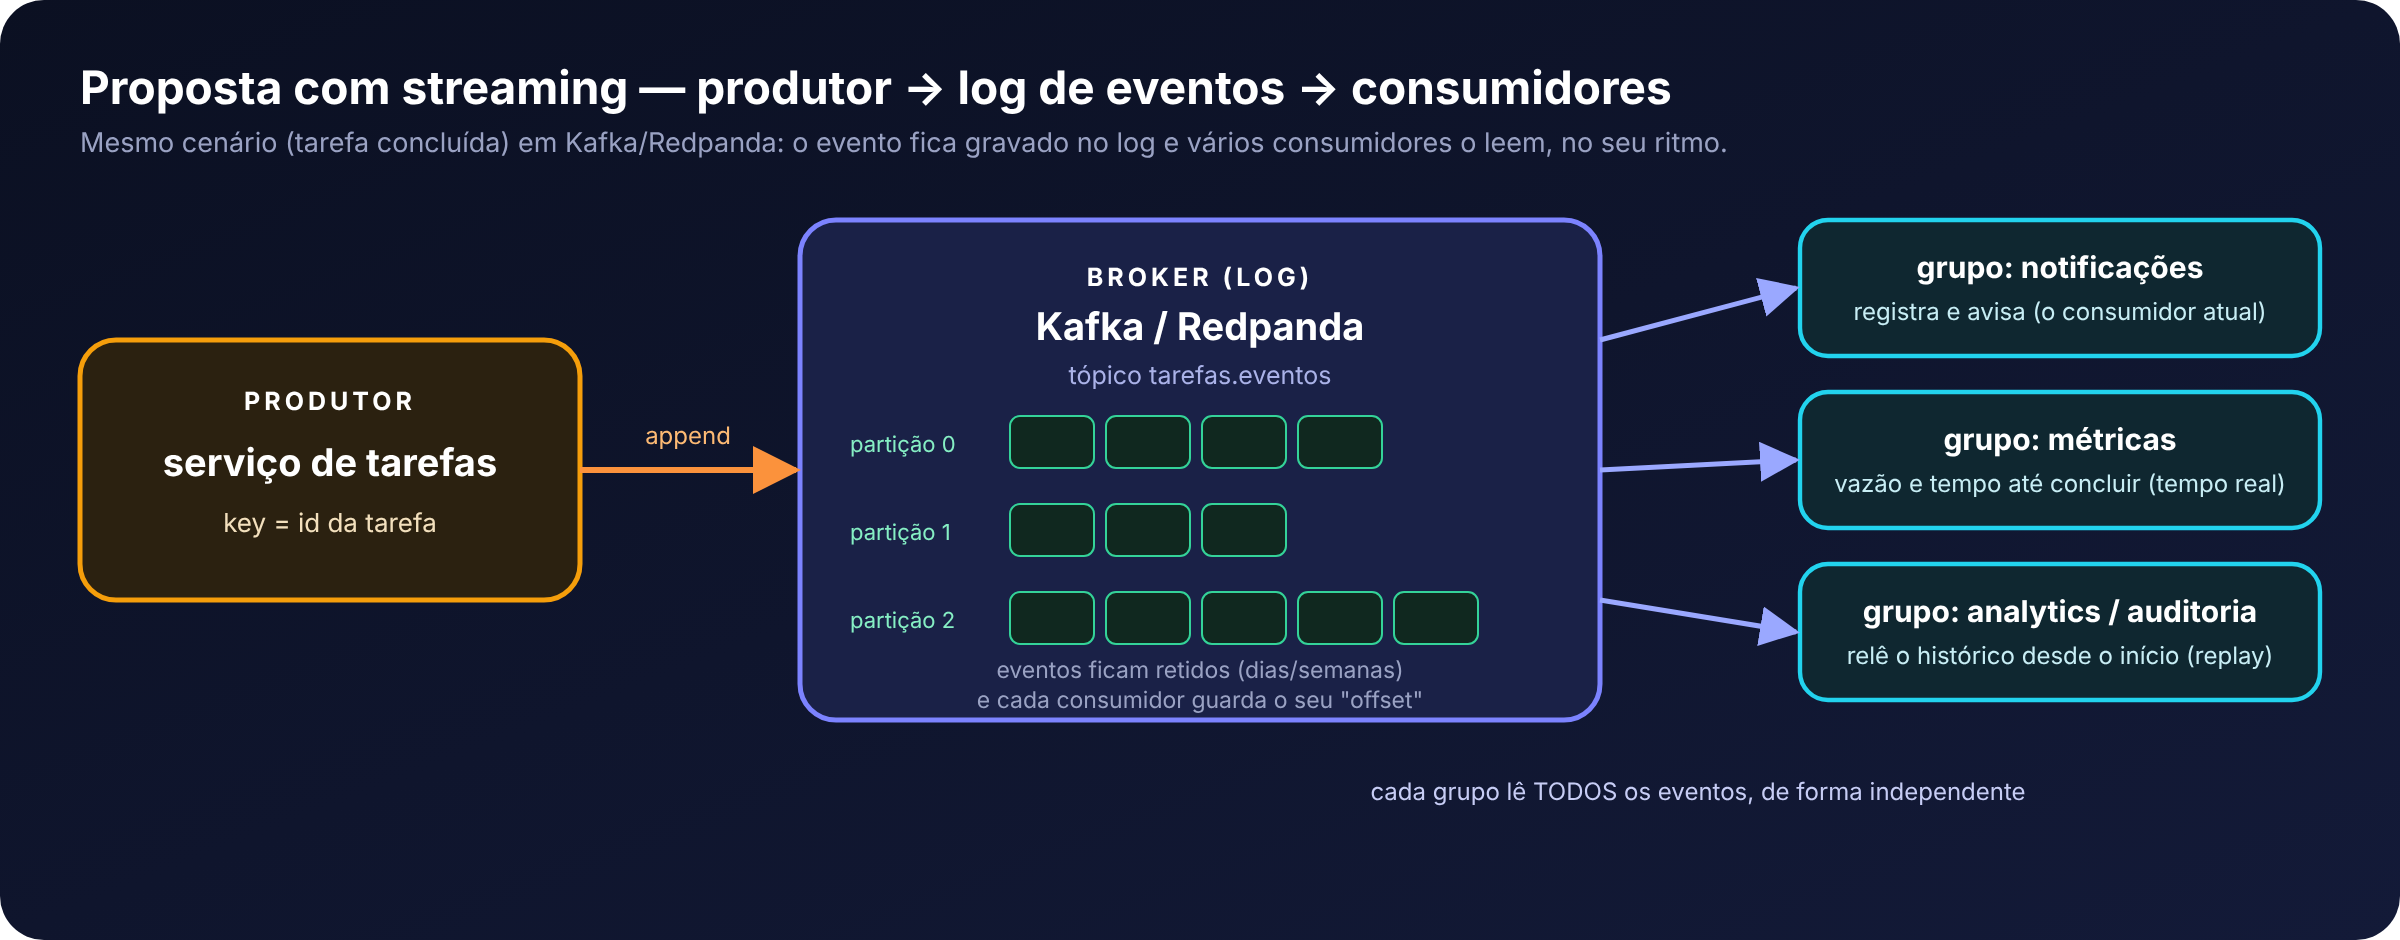 Proposta com streaming — produtor → log de eventos → consumidores
Mesmo cenário (tarefa concluída) em Kafka/Redpanda: o evento fica gravado no log e vários consumidores o leem, no seu ritmo.
PRODUTOR
serviço de tarefas
key = id da tarefa
append
BROKER (LOG)
Kafka / Redpanda
tópico tarefas.eventos
partição 0
partição 1
partição 2
eventos ficam retidos (dias/semanas)
e cada consumidor guarda o seu "offset"
grupo: notificações
registra e avisa (o consumidor atual)
grupo: métricas
vazão e tempo até concluir (tempo real)
grupo: analytics / auditoria
relê o histórico desde o início (replay)
cada grupo lê TODOS os eventos, de forma independente